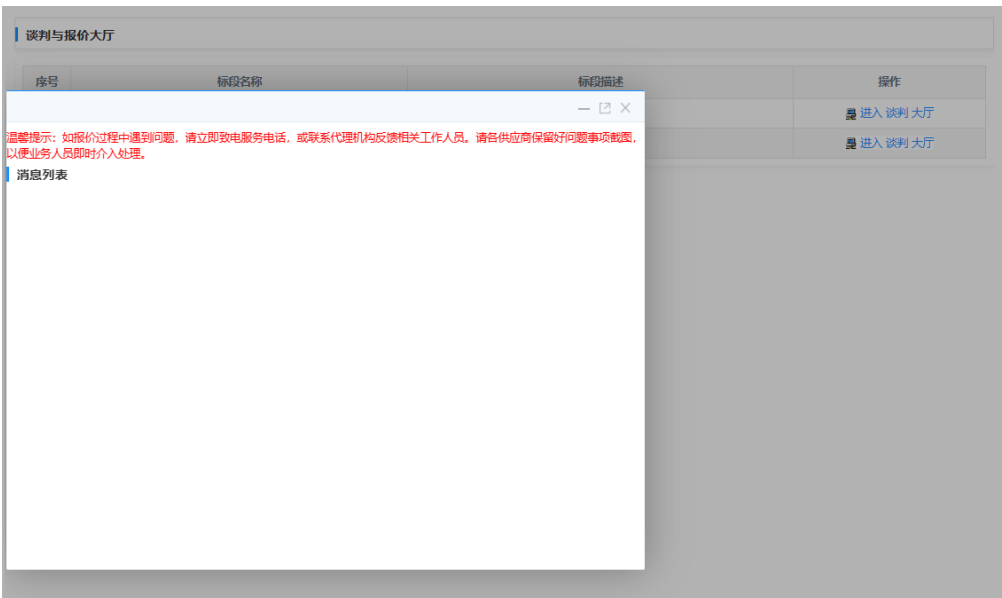 谈判与报价大厅
序号 标段名称 标段描述 操作
进入 谈判 大厅
温馨提示：如报价过程中遇到问题，请立即致电服务电话，或联系代理机构反馈相关工作人员。请各供应商保留好问题事项截图，
以便业务人员即时介入处理。
进入 谈判 大厅
消息列表